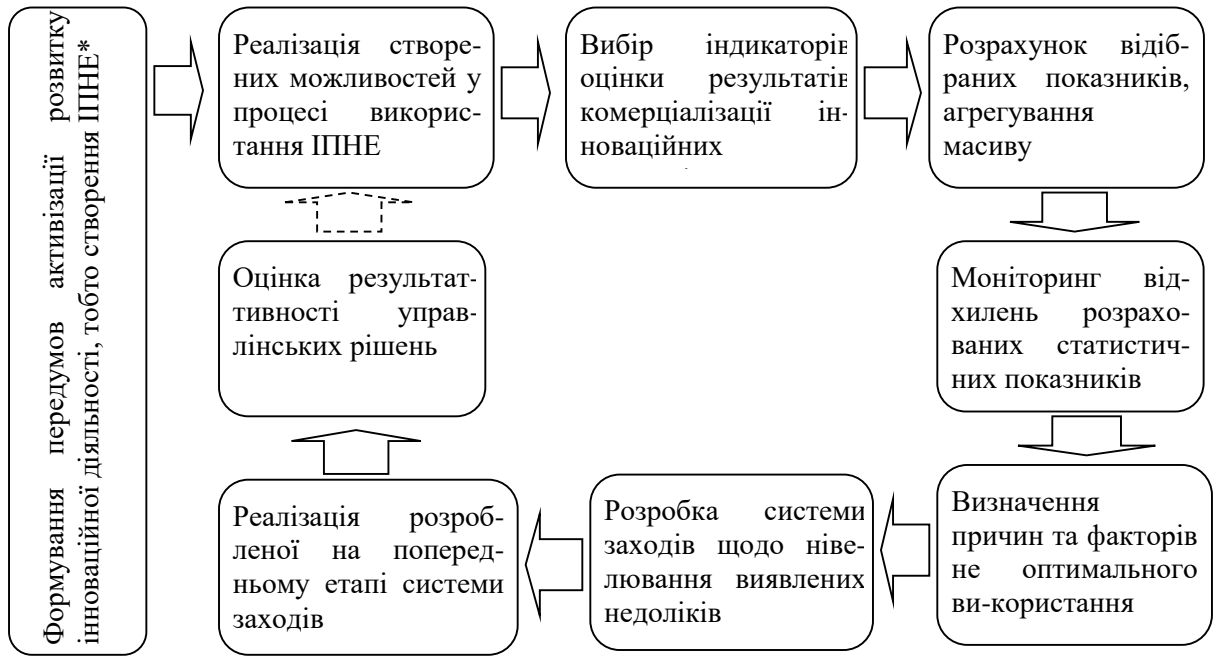 Формування передумов активізації розвитку
інноваційної діяльності, тобто створення ІПНЕ*
Реалізація створе-
них можливостей у
процесі використ-
тання ІПНЕ
Вибір індикаторів
оцінки результатів
комерціалізації ін-
новаційних
Розрахунок відіб-
раних показників,
агрегування
масиву
Моніторинг від-
хилень розрахо-
ваних статистич-
них показників
Визначення
причин та факторів
не оптимального
ви-користання
Розробка системи
заходів щодо ніве-
лювання виявлених
недоліків
Реалізація розроб-
леної на поперед-
ньому етапі системи
заходів
Оцінка результат-
тивності управ-
лінських рішень